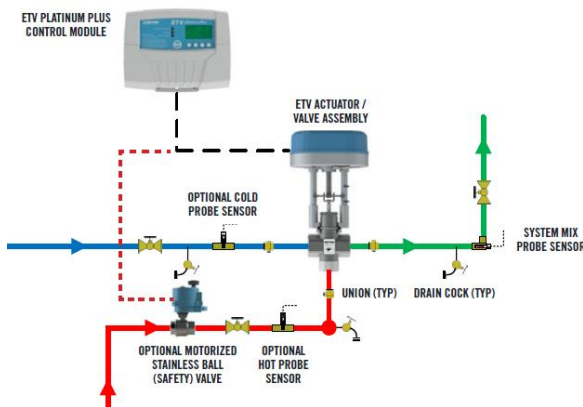 ETV PLATINUM PLUS
CONTROL MODULE
ETV ACTUATOR /
VALVE ASSEMBLY
OPTIONAL COLD
PROBE SENSOR
SYSTEM MIX
PROBE SENSOR
UNION (TYP)
DRAIN COCK (TYP)
OPTIONAL MOTORIZED
STAINLESS BALL
(SAFETY) VALVE
OPTIONAL
HOT PROBE
SENSOR